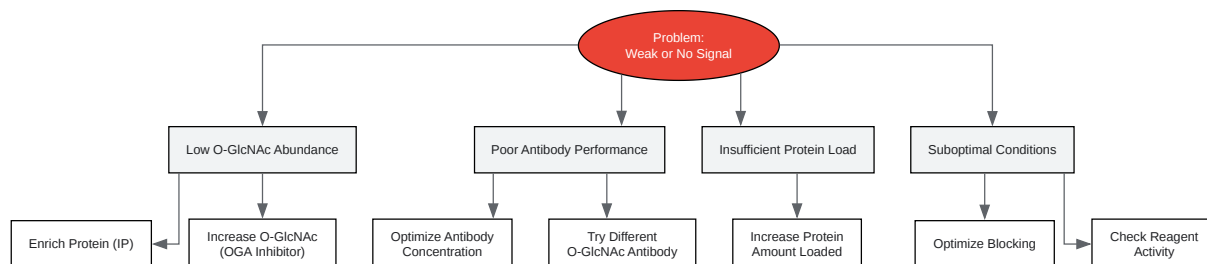 Problem:
Weak or No Signal
Low O-GlcNAc Abundance
Poor Antibody Performance
Insufficient Protein Load
Suboptimal Conditions
Enrich Protein (IP)
Increase O-GlcNAc
(OGA Inhibitor)
Optimize Antibody
Concentration
Try Different
O-GlcNAc Antibody
Increase Protein
Amount Loaded
Optimize Blocking
Check Reagent
Activity